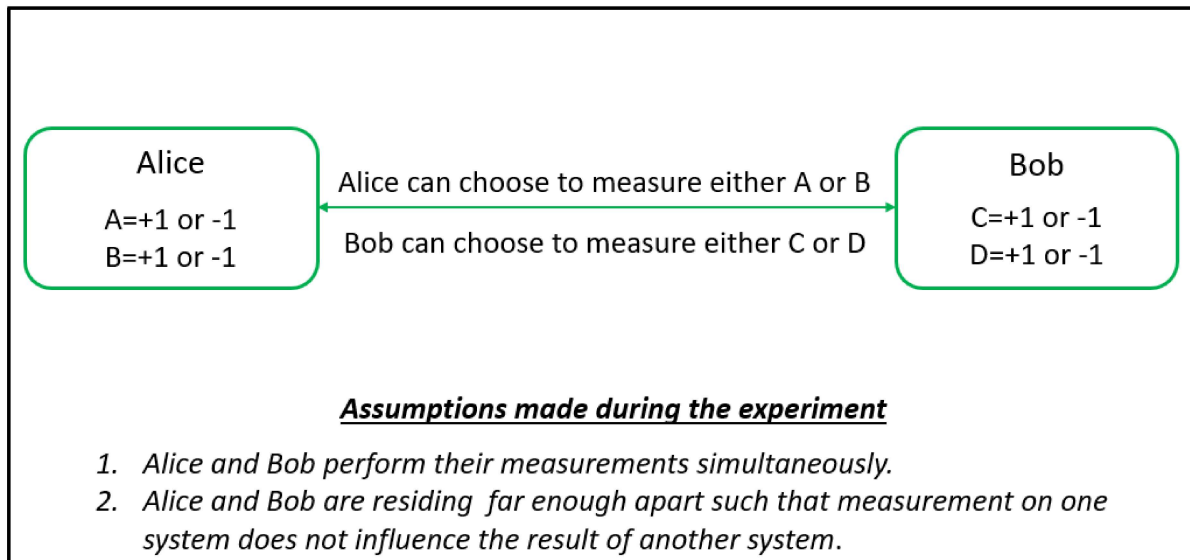 Alice
A=+1 or -1
B=+1 or -1
Alice can choose to measure either A or B
Bob can choose to measure either C or D
Bob
C=+1 or -1
D=+1 or -1
Assumptions made during the experiment
1. Alice and Bob perform their measurements simultaneously.
2. Alice and Bob are residing far enough apart such that measurement on one
system does not influence the result of another system.